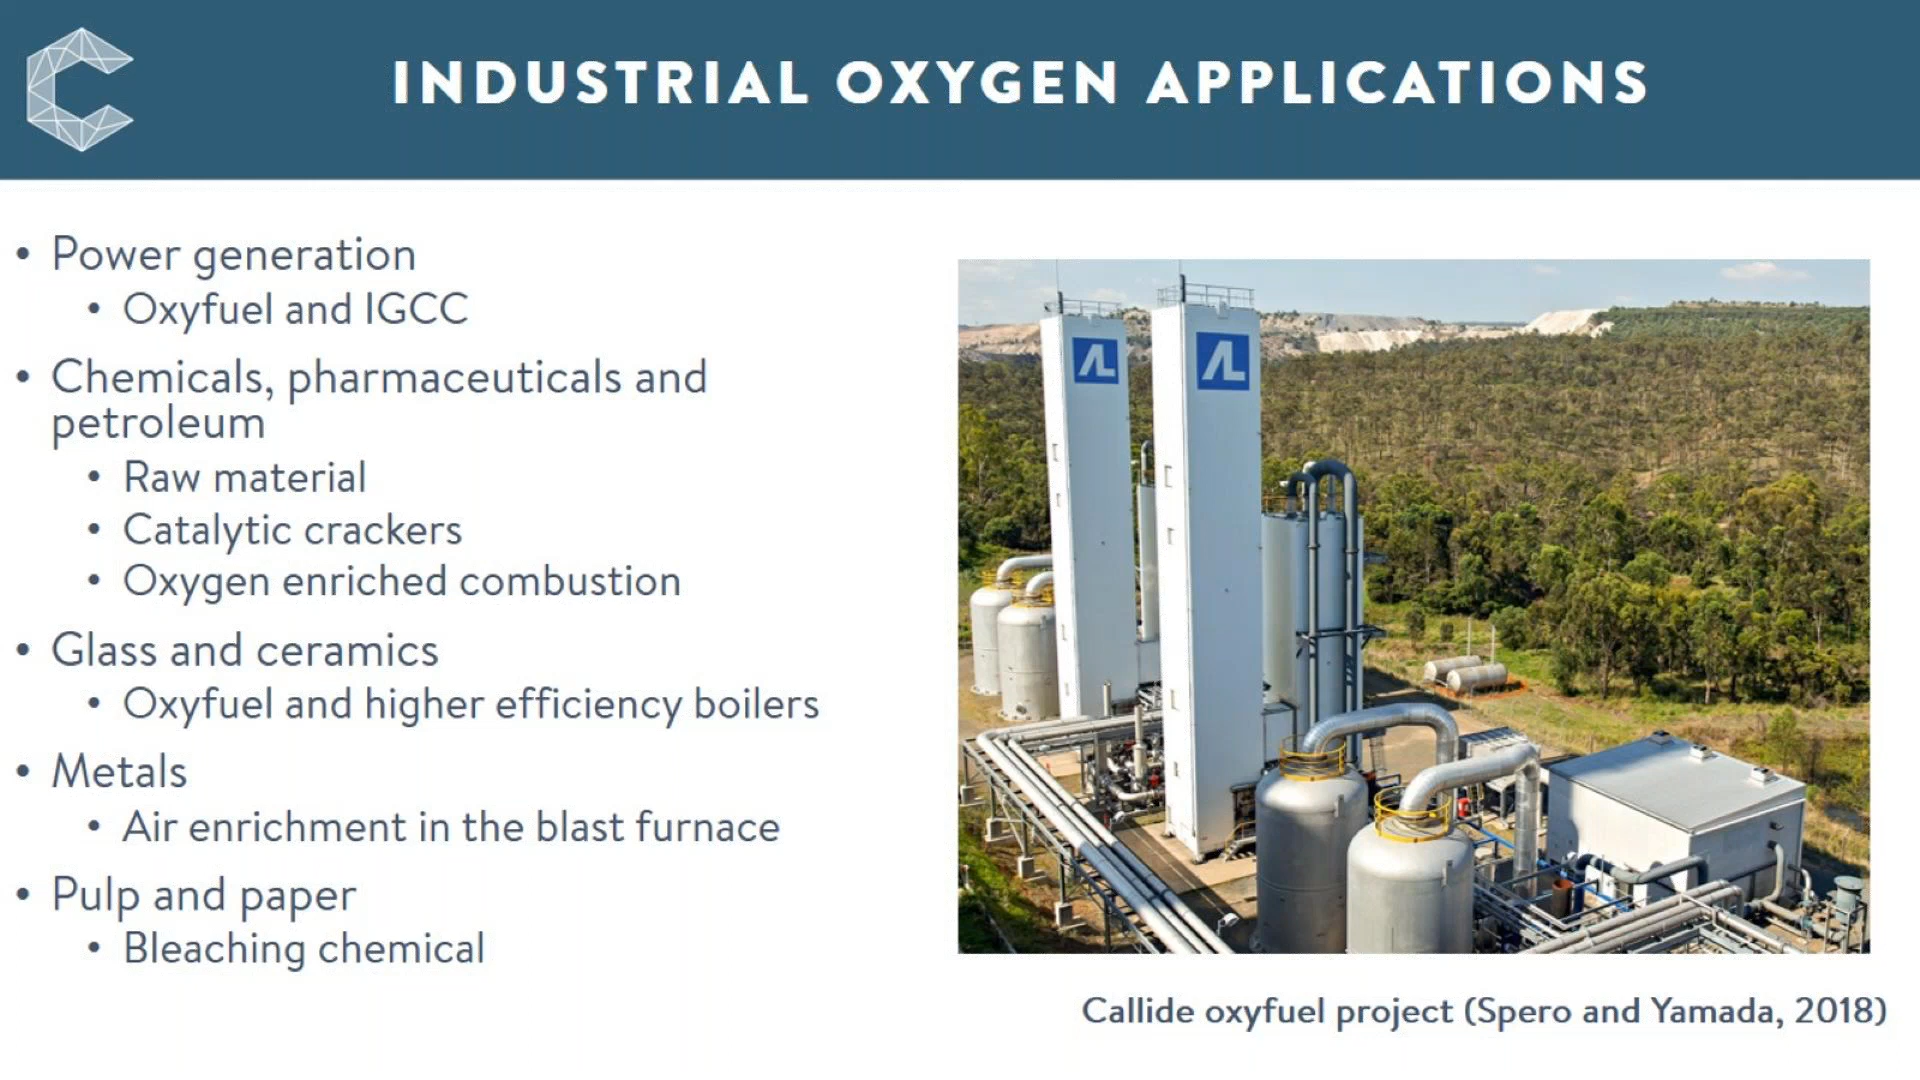 INDUSTRIAL OXYGEN APPLICATIONS
• Power generation
• Oxyfuel and IGCC
• Chemicals, pharmaceuticals and
petroleum
• Raw material
• Catalytic crackers
• Oxygen enriched combustion
• Glass and ceramics
• Oxyfuel and higher efficiency boilers
• Metals
• Air enrichment in the blast furnace
• Pulp and paper
• Bleaching chemical
AL
AL
Callide oxyfuel project (Spero and Yamada, 2018)